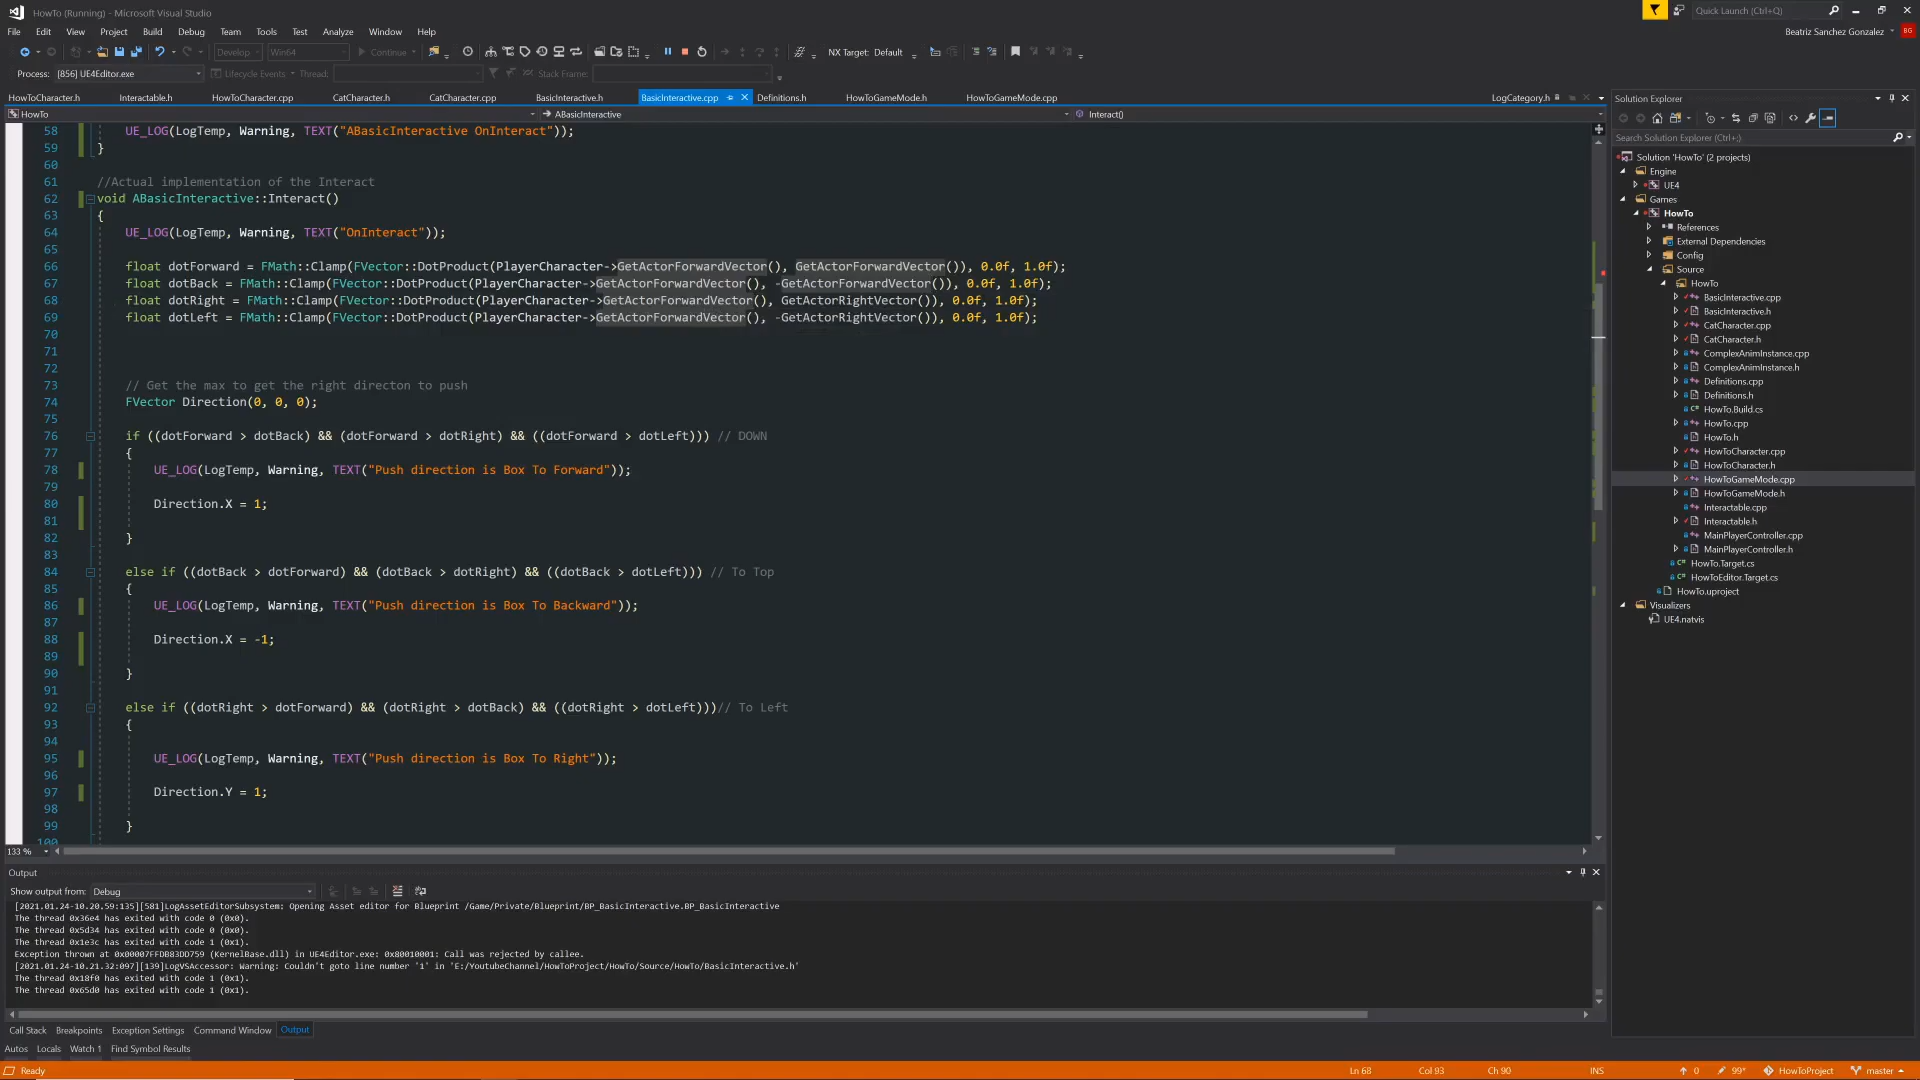 HowTo (Running) - Microsoft Visual Studio
Quick Launch (Ctrl+Q)
File Edit View Project Build Debug Team Tools Test Analyze Window Help
Beatriz Sanchez Gonzalez BG
Develop Win64 Continue NX Target: Default
Process: [856] UE4Editor.exe Lifecycle Events Thread: Stack Frame:
HowToCharacter.h Interactable.h HowToCharacter.cpp CatCharacter.h CatCharacter.cpp BasicInteractive.h BasicInteractive.cpp Definitions.h HowToGameMode.h HowToGameMode.cpp LogCategory.h
HowTo ABasicInteractive Interact()
58 UE_LOG(LogTemp, Warning, TEXT("ABasicInteractive OnInteract"));
59 }
60
61 //Actual implementation of the Interact
62 void ABasicInteractive::Interact()
63 {
64 UE_LOG(LogTemp, Warning, TEXT("OnInteract"));
65
66 float dotForward = FMath::Clamp(FVector::DotProduct(PlayerCharacter->GetActorForwardVector(), GetActorForwardVector()), 0.0f, 1.0f);
67 float dotBack = FMath::Clamp(FVector::DotProduct(PlayerCharacter->GetActorForwardVector(), -GetActorForwardVector()), 0.0f, 1.0f);
68 float dotRight = FMath::Clamp(FVector::DotProduct(PlayerCharacter->GetActorForwardVector(), GetActorRightVector()), 0.0f, 1.0f);
69 float dotLeft = FMath::Clamp(FVector::DotProduct(PlayerCharacter->GetActorForwardVector(), -GetActorRightVector()), 0.0f, 1.0f);
70
71
72
73 // Get the max to get the right directon to push
74 FVector Direction(0, 0, 0);
75
76 if ((dotForward > dotBack) && (dotForward > dotRight) && ((dotForward > dotLeft))) // DOWN
77 {
78 UE_LOG(LogTemp, Warning, TEXT("Push direction is Box To Forward"));
79
80 Direction.X = 1;
81
82 }
83
84 else if ((dotBack > dotForward) && (dotBack > dotRight) && ((dotBack > dotLeft))) // To Top
85 {
86 UE_LOG(LogTemp, Warning, TEXT("Push direction is Box To Backward"));
87
88 Direction.X = -1;
89
90 }
91
92 else if ((dotRight > dotForward) && (dotRight > dotBack) && ((dotRight > dotLeft)))// To Left
93 {
94
95 UE_LOG(LogTemp, Warning, TEXT("Push direction is Box To Right"));
96
97 Direction.Y = 1;
98
99 }
100
133 %
Output
Show output from: Debug
[2021.01.24-10.20.59:135][581]LogAssetEditorSubsystem: Opening Asset editor for Blueprint /Game/Private/Blueprint/BP_BasicInteractive.BP_BasicInteractive
The thread 0x36e4 has exited with code 0 (0x0).
The thread 0x5d34 has exited with code 0 (0x0).
The thread 0x1e3c has exited with code 1 (0x1).
Exception thrown at 0x00007FFDB83DD759 (KernelBase.dll) in UE4Editor.exe: 0x80010001: Call was rejected by callee.
[2021.01.24-10.21.32:097][139]LogVSAccessor: Warning: Couldn't goto line number '1' in 'E:/YoutubeChannel/HowToProject/HowTo/Source/HowTo/BasicInteractive.h'
The thread 0x18f0 has exited with code 1 (0x1).
The thread 0x65d0 has exited with code 1 (0x1).
Call Stack Breakpoints Exception Settings Command Window Output
Autos Locals Watch 1 Find Symbol Results
Ready Ln 68 Col 93 Ch 90 INS 0 99* HowToProject master
Solution Explorer
Search Solution Explorer (Ctrl+;)
Solution 'HowTo' (2 projects)
Engine
UE4
Games
HowTo
References
External Dependencies
Config
Source
HowTo
BasicInteractive.cpp
BasicInteractive.h
CatCharacter.cpp
CatCharacter.h
ComplexAnimInstance.cpp
ComplexAnimInstance.h
Definitions.cpp
Definitions.h
HowTo.Build.cs
HowTo.cpp
HowTo.h
HowToCharacter.cpp
HowToCharacter.h
HowToGameMode.cpp
HowToGameMode.h
Interactable.cpp
Interactable.h
MainPlayerController.cpp
MainPlayerController.h
HowTo.Target.cs
HowToEditor.Target.cs
HowTo.uproject
Visualizers
UE4.natvis